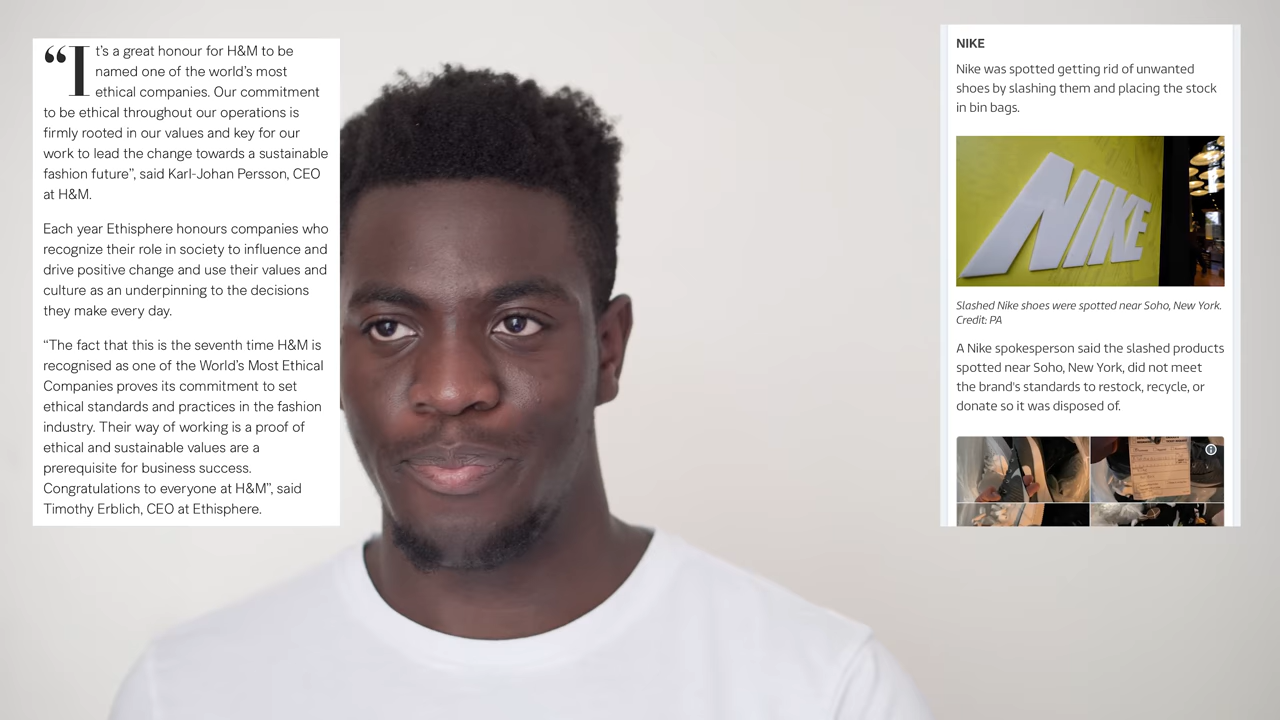 “It’s a great honour for H&M to be
named one of the world’s most
ethical companies. Our commitment
to be ethical throughout our operations is
firmly rooted in our values and key for our
work to lead the change towards a sustainable
fashion future”, said Karl-Johan Persson, CEO
at H&M.
Each year Ethisphere honours companies who
recognize their role in society to influence and
drive positive change and use their values and
culture as an underpinning to the decisions
they make every day.
“The fact that this is the seventh time H&M is
recognised as one of the World’s Most Ethical
Companies proves its commitment to set
ethical standards and practices in the fashion
industry. Their way of working is a proof of
ethical and sustainable values are a
prerequisite for business success.
Congratulations to everyone at H&M”, said
Timothy Erblich, CEO at Ethisphere.
NIKE
Nike was spotted getting rid of unwanted
shoes by slashing them and placing the stock
in bin bags.
NIKE
Slashed Nike shoes were spotted near Soho, New York.
Credit: PA
A Nike spokesperson said the slashed products
spotted near Soho, New York, did not meet
the brand's standards to restock, recycle, or
donate so it was disposed of.